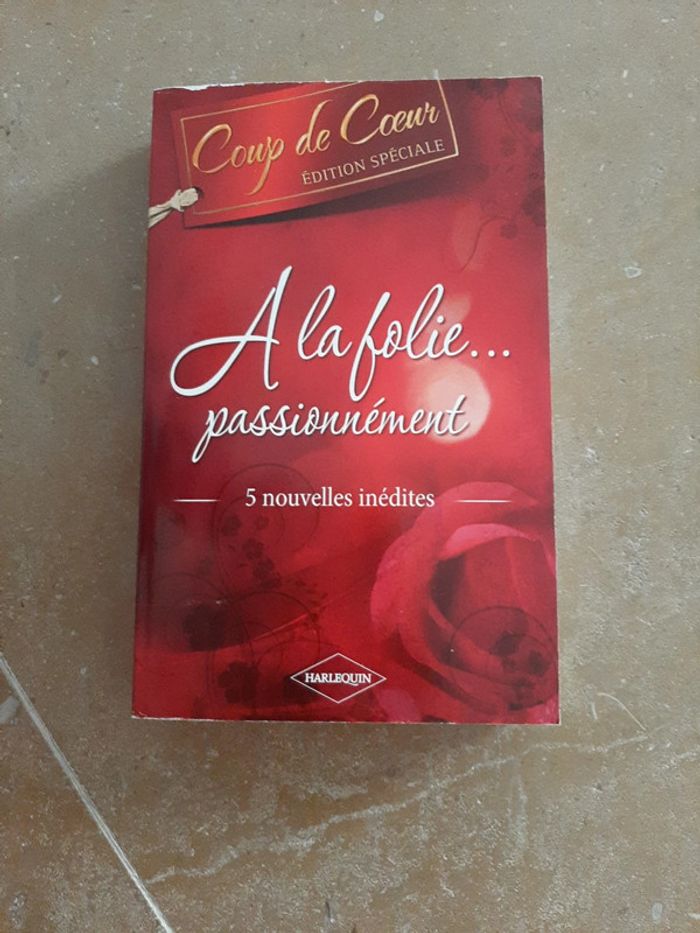 Coup de Cœur
ÉDITION SPÉCIALE
A la folie...
passionnément
5 nouvelles inédites
HARLEQUIN